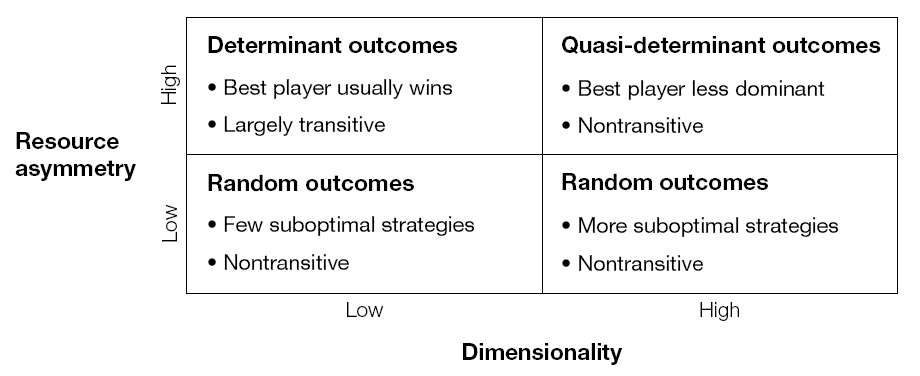 Determinant outcomes
• Best player usually wins
• Largely transitive
Quasi-determinant outcomes
• Best player less dominant
• Nontransitive
High
Resource
asymmetry
Random outcomes
• Few suboptimal strategies
• Nontransitive
Random outcomes
• More suboptimal strategies
• Nontransitive
Low
Low
High
Dimensionality